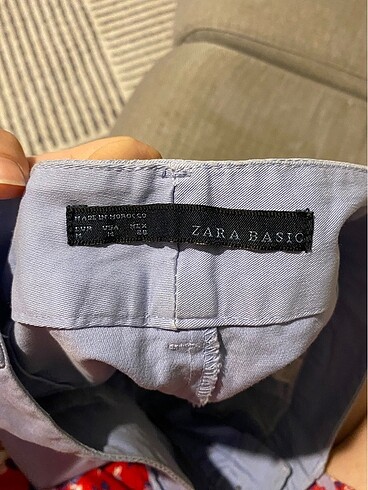 MADE IN MOROCCO
EUR USA MEX
M M 28
ZARA BASIC